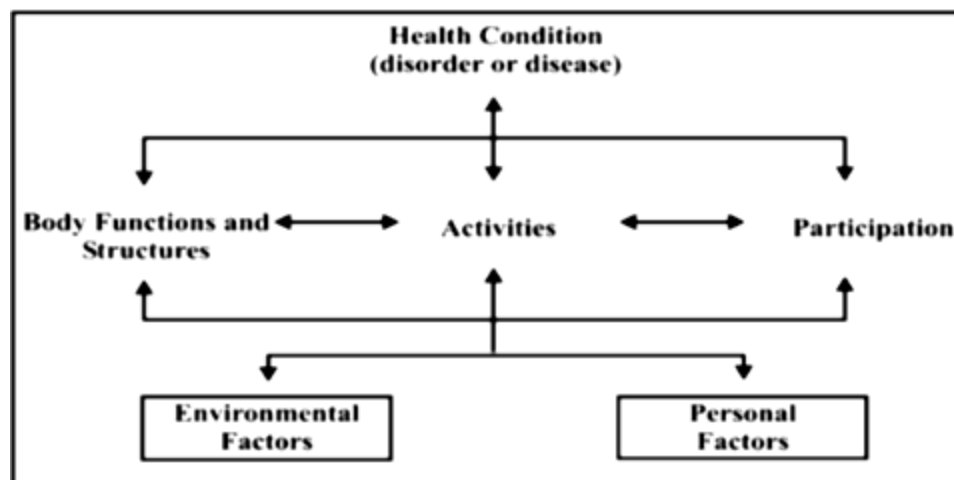 Health Condition
(disorder or disease)
Body Functions and
Structures
Activities
Participation
Environmental
Factors
Personal
Factors